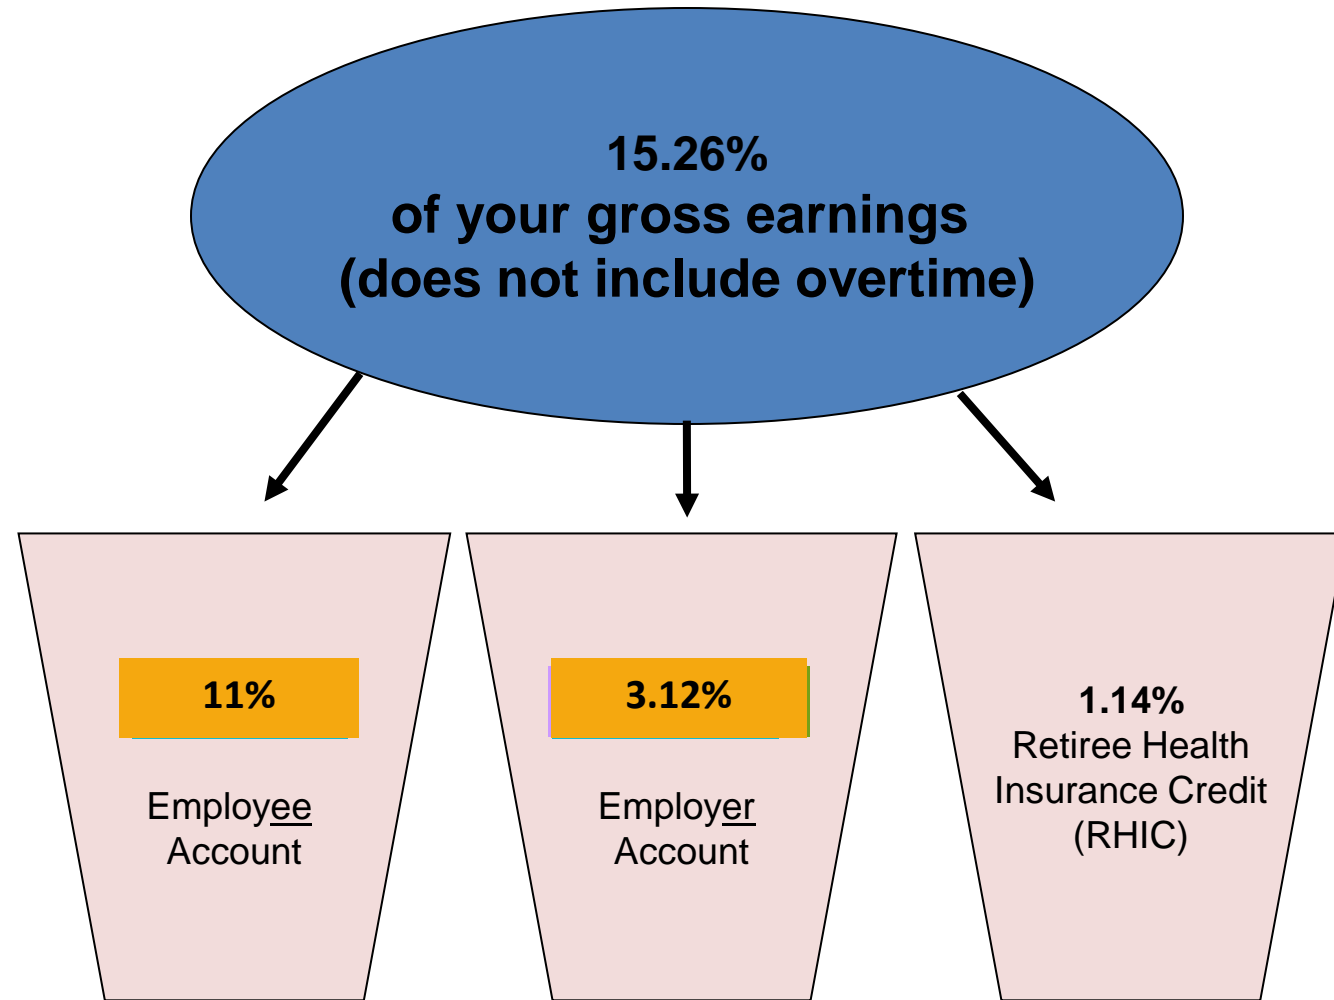 15.26%
of your gross earnings
(does not include overtime)
11%
Employee
Account
3.12%
Employer
Account
1.14%
Retiree Health
Insurance Credit
(RHIC)